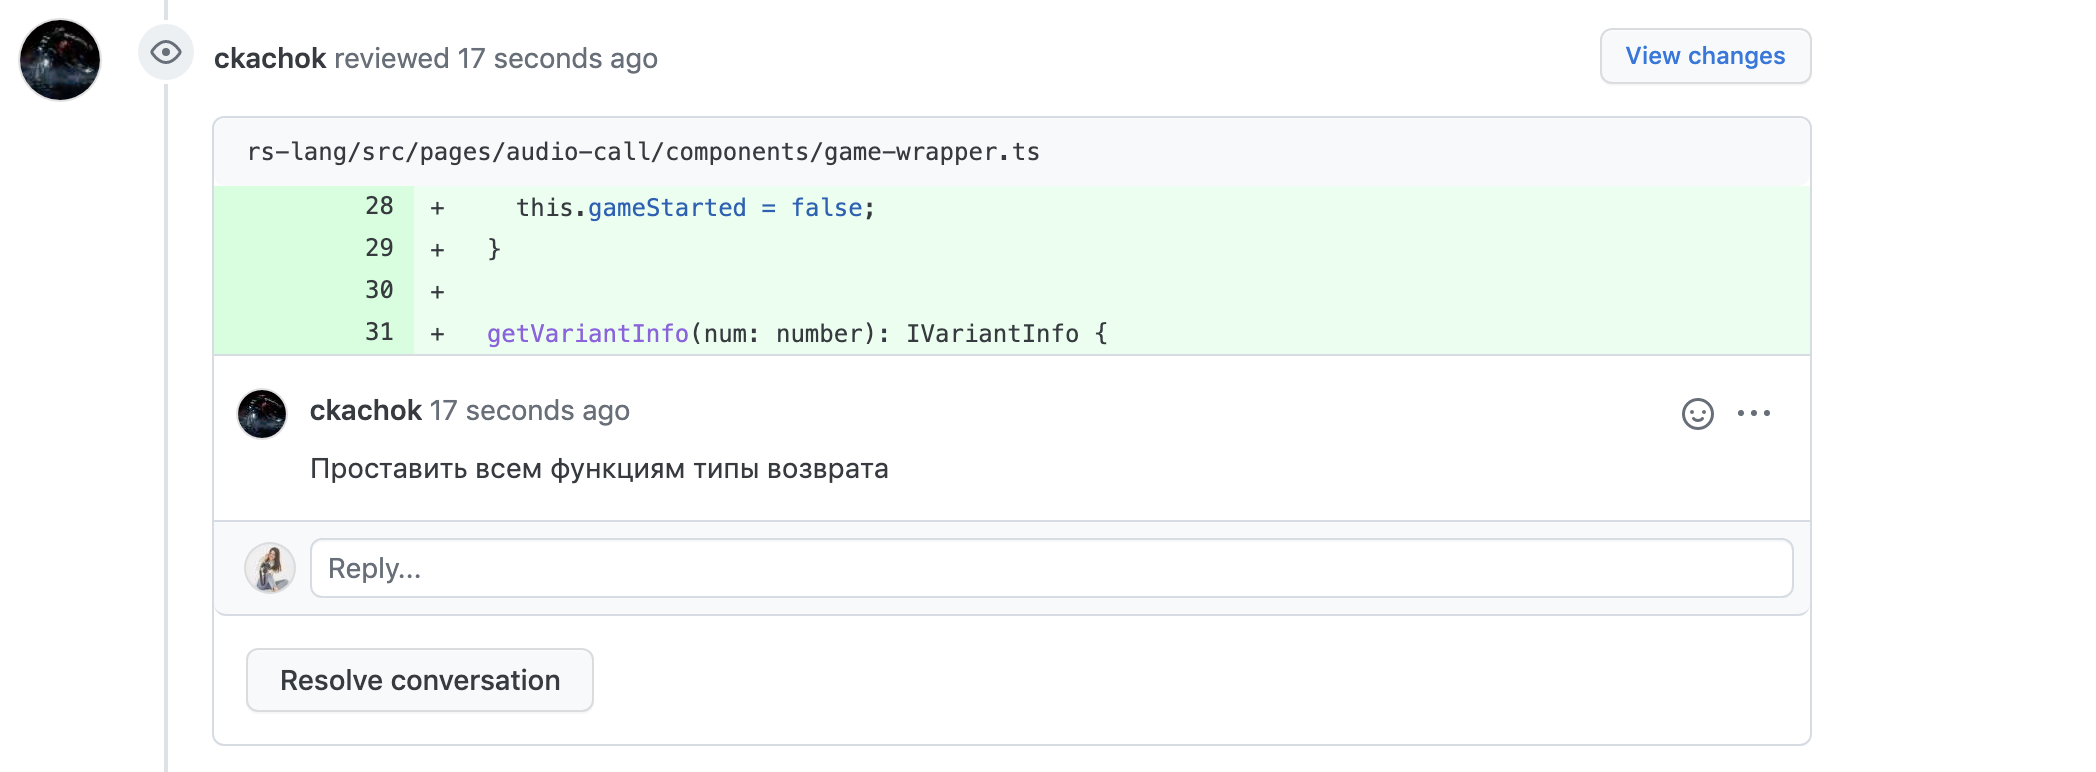 ckachok reviewed 17 seconds ago
View changes
rs-lang/src/pages/audio-call/components/game-wrapper.ts
28 + this.gameStarted = false;
29 + }
30 +
31 + getVariantInfo(num: number): IVariantInfo {
ckachok 17 seconds ago
Проставить всем функциям типы возврата
Reply...
Resolve conversation